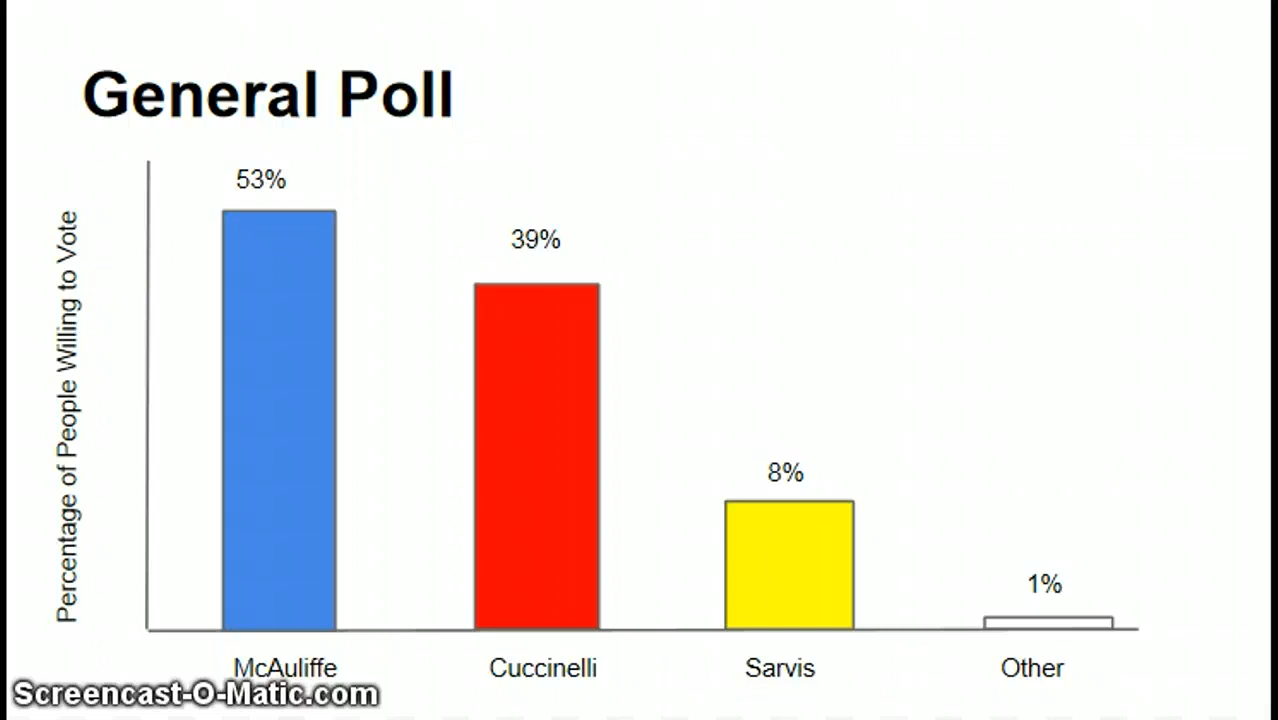 General Poll
Percentage of People Willing to Vote
53%
39%
8%
1%
McAuliffe
Cuccinelli
Sarvis
Other
Screencast-O-Matic.com